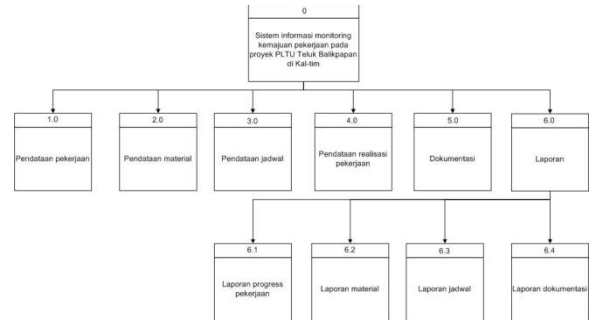 0
Sistem informasi monitoring
kemajuan pekerjaan pada
proyek PLTU Teluk Balikpapan
di Kal-tim
1.0
Pendataan pekerjaan
2.0
Pendataan material
3.0
Pendataan jadwal
4.0
Pendataan realisasi
pekerjaan
5.0
Dokumentasi
6.0
Laporan
6.1
Laporan progress
pekerjaan
6.2
Laporan material
6.3
Laporan jadwal
6.4
Laporan dokumentasi